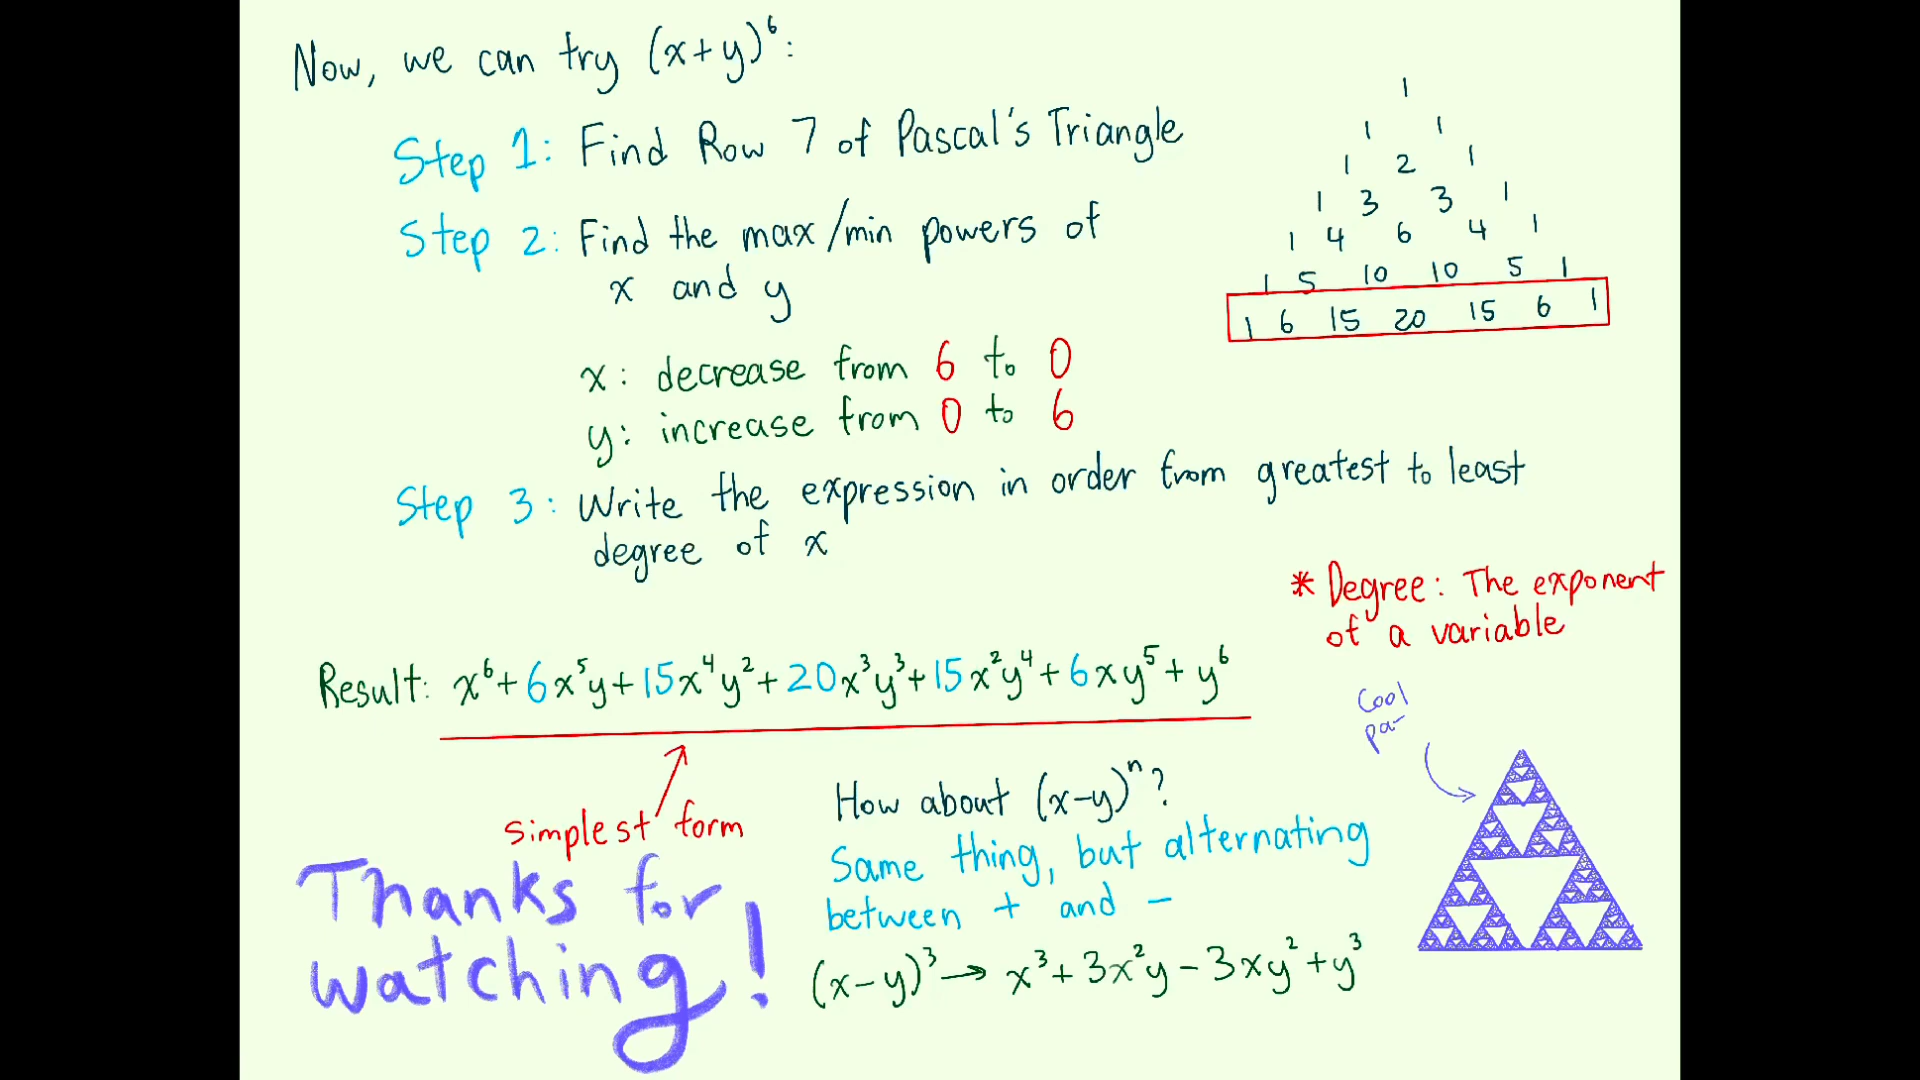 Now, we can try (x+y)⁶:
Step 1: Find Row 7 of Pascal's Triangle
Step 2: Find the max/min powers of
x and y
x: decrease from 6 to 0
y: increase from 0 to 6
Step 3: Write the expression in order from greatest to least
degree of x
1
1 1
1 2 1
1 3 3 1
1 4 6 4 1
1 5 10 10 5 1
1 6 15 20 15 6 1
* Degree: The exponent
of a variable
Result: x⁶+6x⁵y+15x⁴y²+20x³y³+15x²y⁴+6xy⁵+y⁶
simplest form
Cool
How about (x-y)ⁿ?
Same thing, but alternating
between + and -
(x-y)³→ x³+3x²y-3xy²+y³
Thanks for
watching!